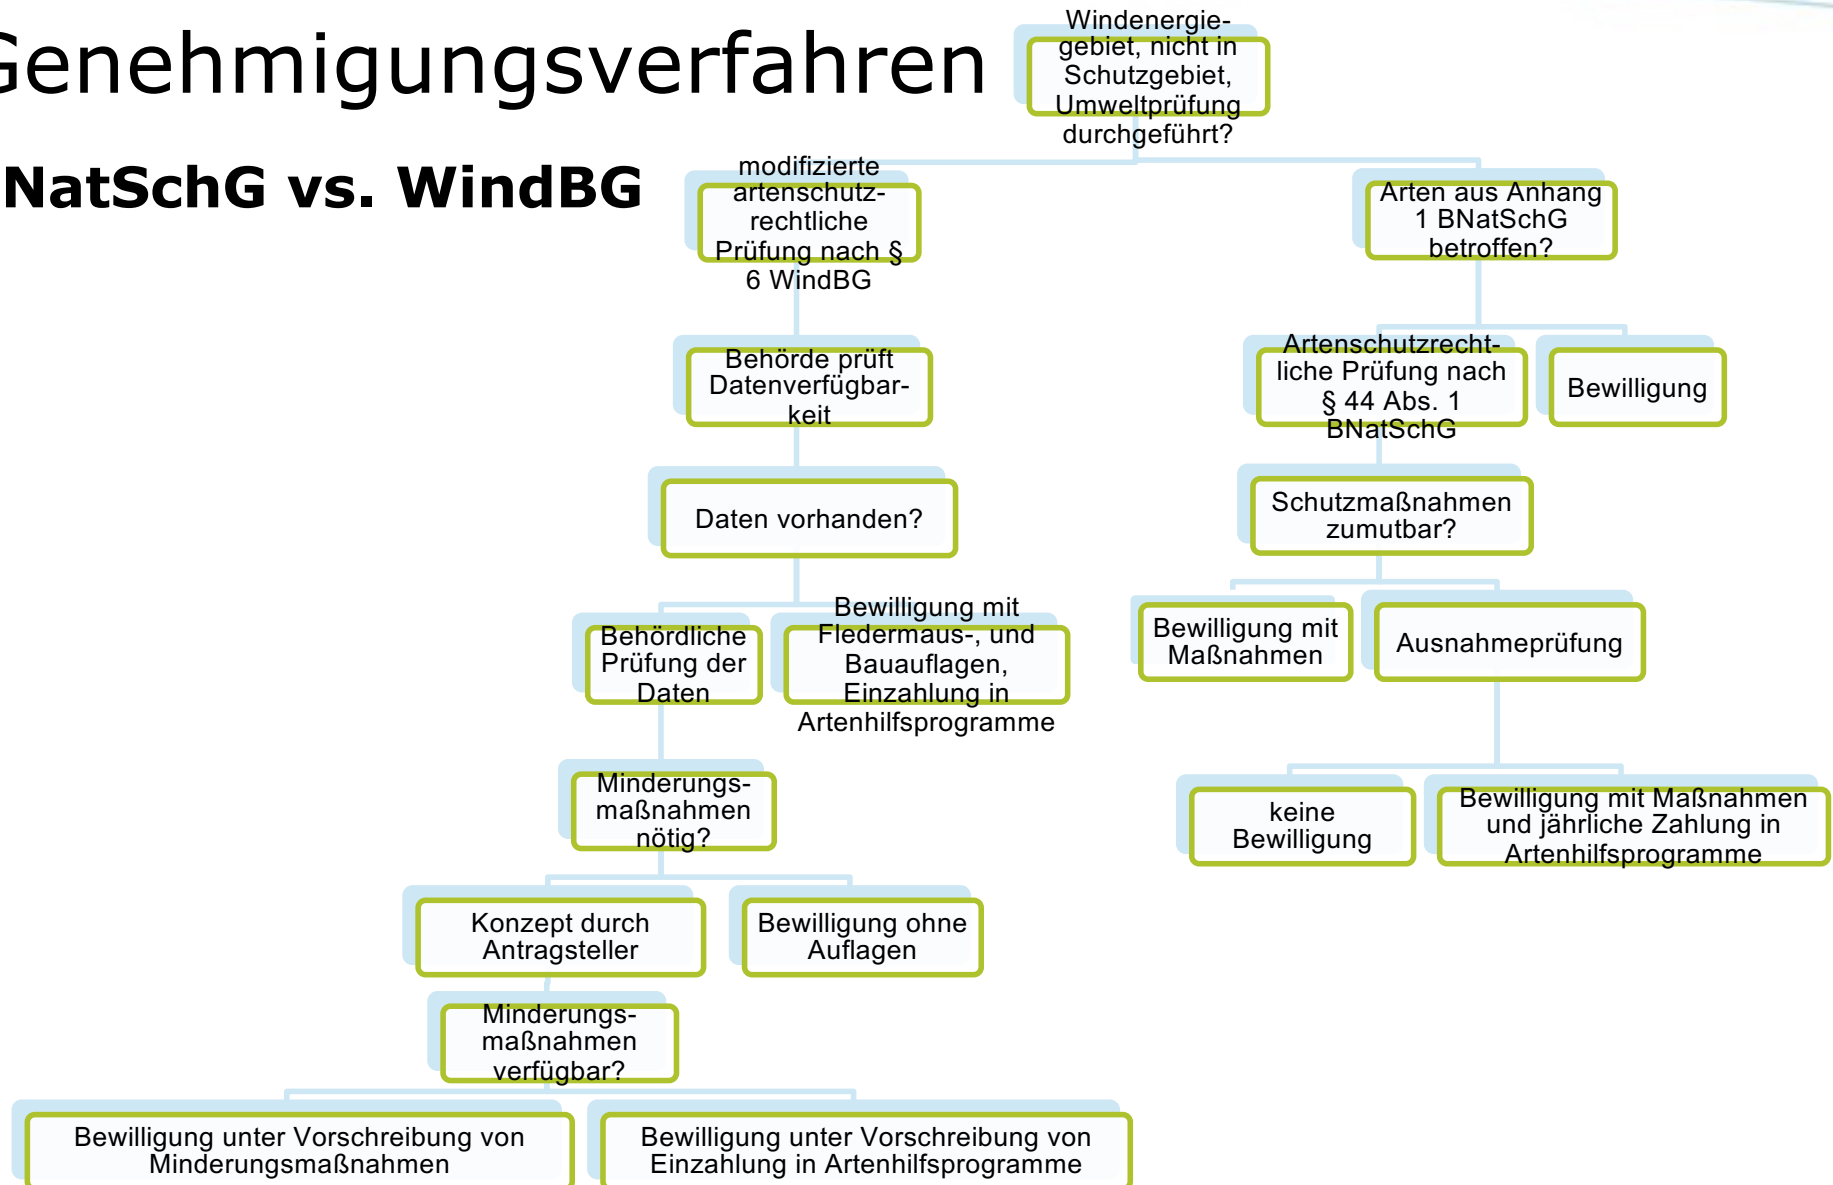 Genehmigungsverfahren
NatSchG vs. WindBG
Windenergie-
gebiet, nicht in
Schutzgebiet,
Umweltprüfung
durchgeführt?
modifizierte
artenschutz-
rechtliche
Prüfung nach §
6 WindBG
Arten aus Anhang
1 BNatSchG
betroffen?
Behörde prüft
Datenverfügbar-
keit
Artenschutzrecht-
liche Prüfung nach
§ 44 Abs. 1
BNatSchG
Bewilligung
Daten vorhanden?
Schutzmaßnahmen
zumutbar?
Behördliche
Prüfung der
Daten
Bewilligung mit
Fledermaus-, und
Bauauflagen,
Einzahlung in
Artenhilfsprogramme
Bewilligung mit
Maßnahmen
Ausnahmeprüfung
Minderungs-
maßnahmen
nötig?
keine
Bewilligung
Bewilligung mit Maßnahmen
und jährliche Zahlung in
Artenhilfsprogramme
Konzept durch
Antragsteller
Bewilligung ohne
Auflagen
Minderungs-
maßnahmen
verfügbar?
Bewilligung unter Vorschreibung von
Minderungsmaßnahmen
Bewilligung unter Vorschreibung von
Einzahlung in Artenhilfsprogramme